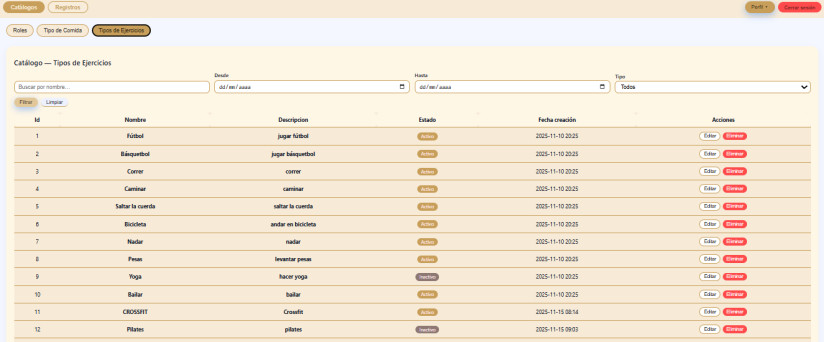 Catálogos Registros Perfil Cerrar sesión
Roles Tipo de Comida Tipos de Ejercicios
Catálogo — Tipos de Ejercicios
Desde Hasta Tipo
Buscar por nombre... dd/mm/aaaa dd/mm/aaaa Todos
Filtrar Limpiar
Id Nombre Descripcion Estado Fecha creación Acciones
1 Fútbol jugar fútbol Activo 2025-11-10 20:25 Editar Eliminar
2 Básquetbol jugar básquetbol Activo 2025-11-10 20:25 Editar Eliminar
3 Correr correr Activo 2025-11-10 20:25 Editar Eliminar
4 Caminar caminar Activo 2025-11-10 20:25 Editar Eliminar
5 Saltar la cuerda saltar la cuerda Activo 2025-11-10 20:25 Editar Eliminar
6 Bicicleta andar en bicicleta Activo 2025-11-10 20:25 Editar Eliminar
7 Nadar nadar Activo 2025-11-10 20:25 Editar Eliminar
8 Pesas levantar pesas Activo 2025-11-10 20:25 Editar Eliminar
9 Yoga hacer yoga Inactivo 2025-11-10 20:25 Editar Eliminar
10 Bailar bailar Activo 2025-11-10 20:25 Editar Eliminar
11 CROSSFIT Crossfit Activo 2025-11-15 08:14 Editar Eliminar
12 Pilates pilates Inactivo 2025-11-15 09:03 Editar Eliminar